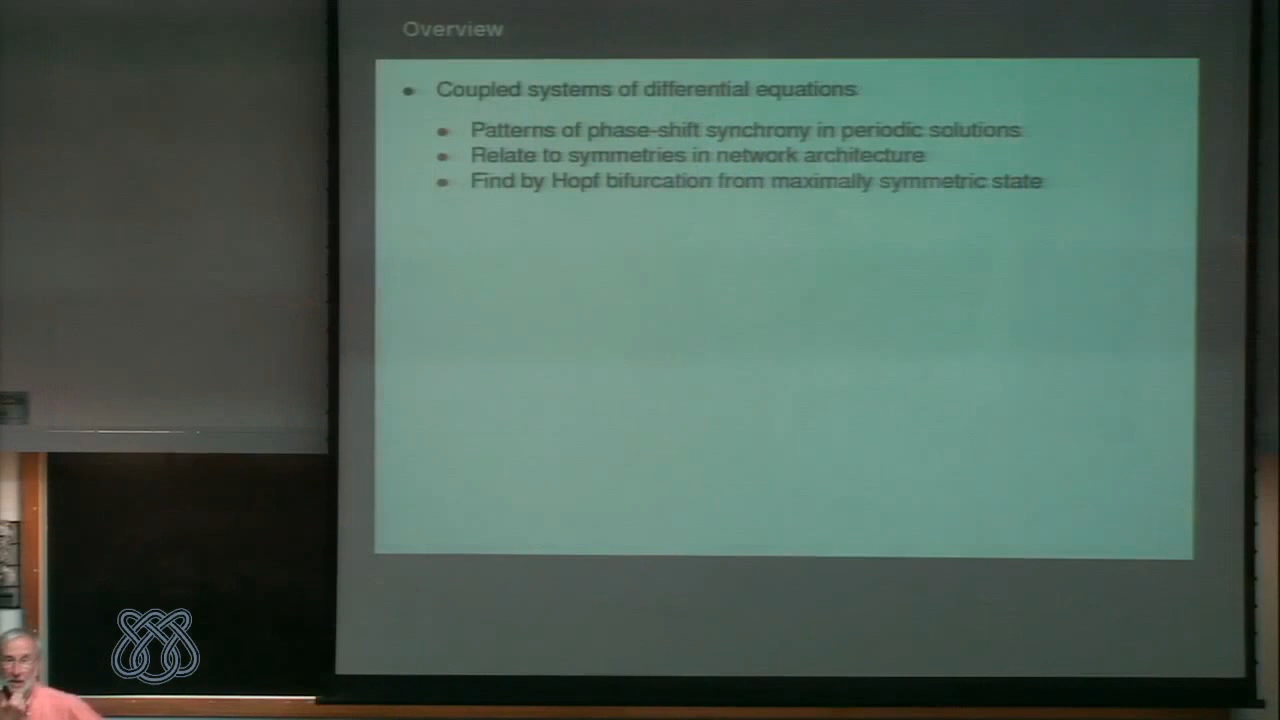 Overview
• Coupled systems of differential equations
• Patterns of phase-shift synchrony in periodic solutions
• Relate to symmetries in network architecture
• Find by Hopf bifurcation from maximally symmetric state